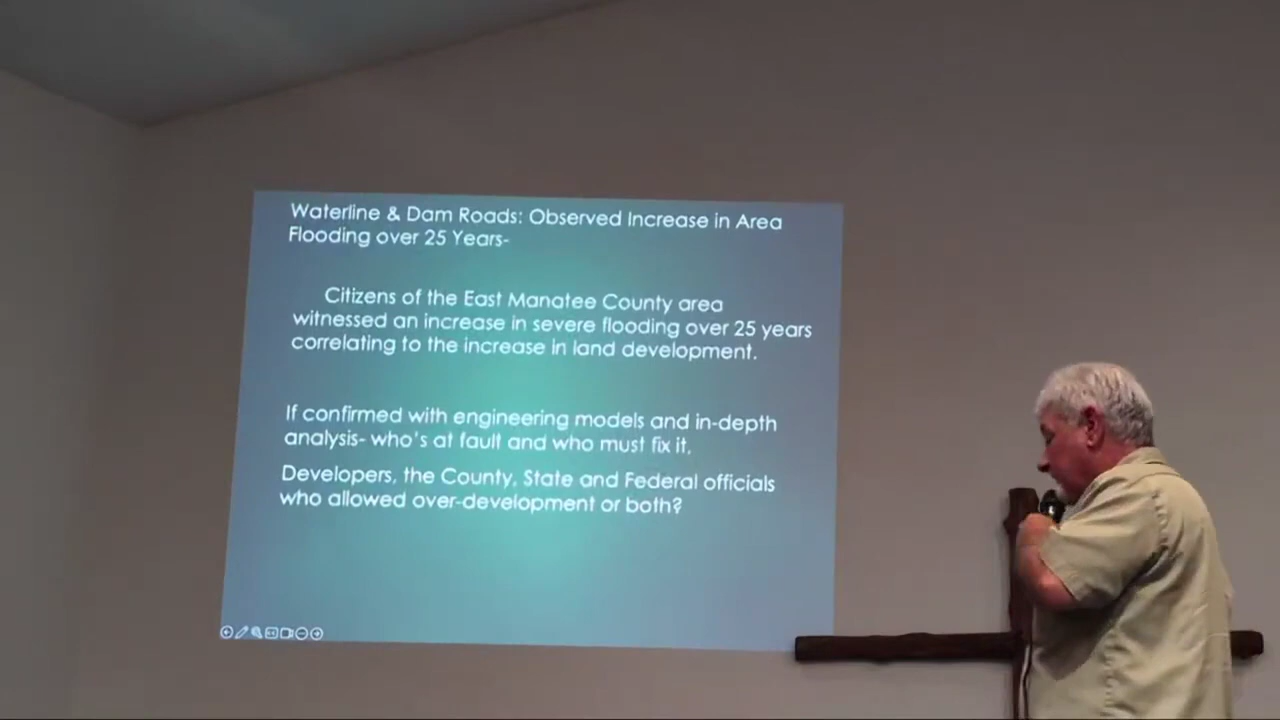 Waterline & Dam Roads: Observed Increase in Area
Flooding over 25 Years-
Citizens of the East Manatee County area
witnessed an increase in severe flooding over 25 years
correlating to the increase in land development.
If confirmed with engineering models and in-depth
analysis- who's at fault and who must fix it.
Developers, the County, State and Federal officials
who allowed over-development or both?